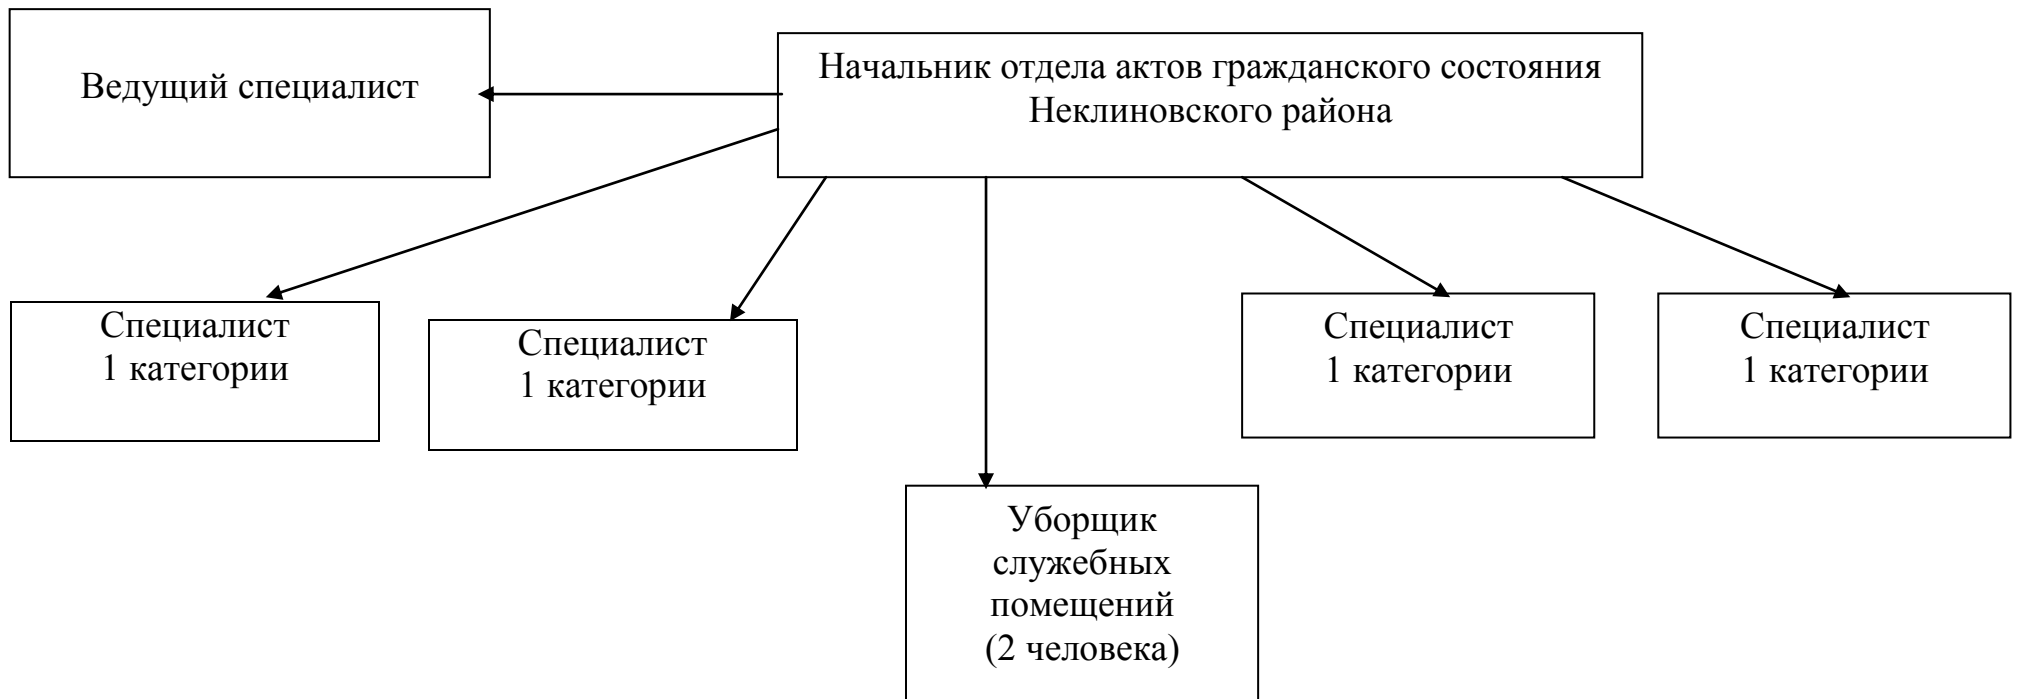 Ведущий специалист
Начальник отдела актов гражданского состояния
Неклиновского района
Специалист
1 категории
Специалист
1 категории
Специалист
1 категории
Специалист
1 категории
Уборщик
служебных
помещений
(2 человека)